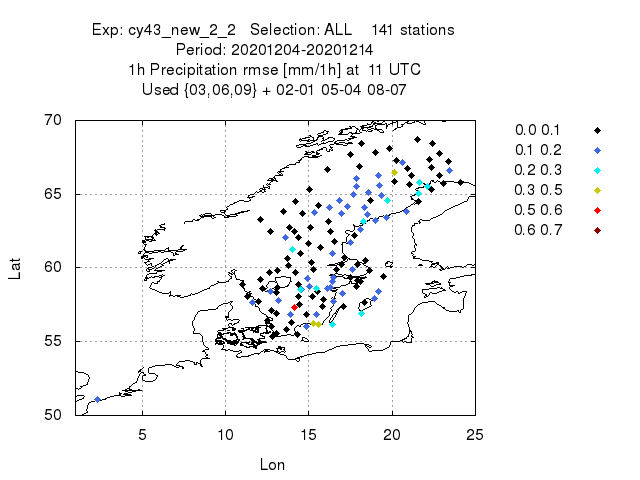 Exp: cy43_new_2_2 Selection: ALL 141 stations
Period: 20201204-20201214
1h Precipitation rmse [mm/1h] at 11 UTC
Used {03,06,09} + 02-01 05-04 08-07
70
65
60
55
50
Lat
5
10
15
20
25
Lon
0.0 0.1
0.1 0.2
0.2 0.3
0.3 0.5
0.5 0.6
0.6 0.7